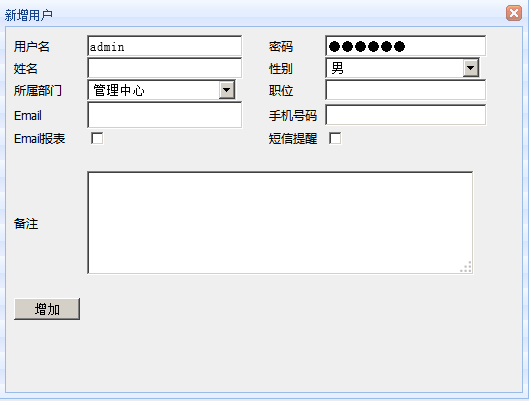 新增用户
用户名 admin 密码 ●●●●●●
姓名 性别 男
所属部门 管理中心 职位
Email 手机号码
Email报表 短信提醒
备注
增加